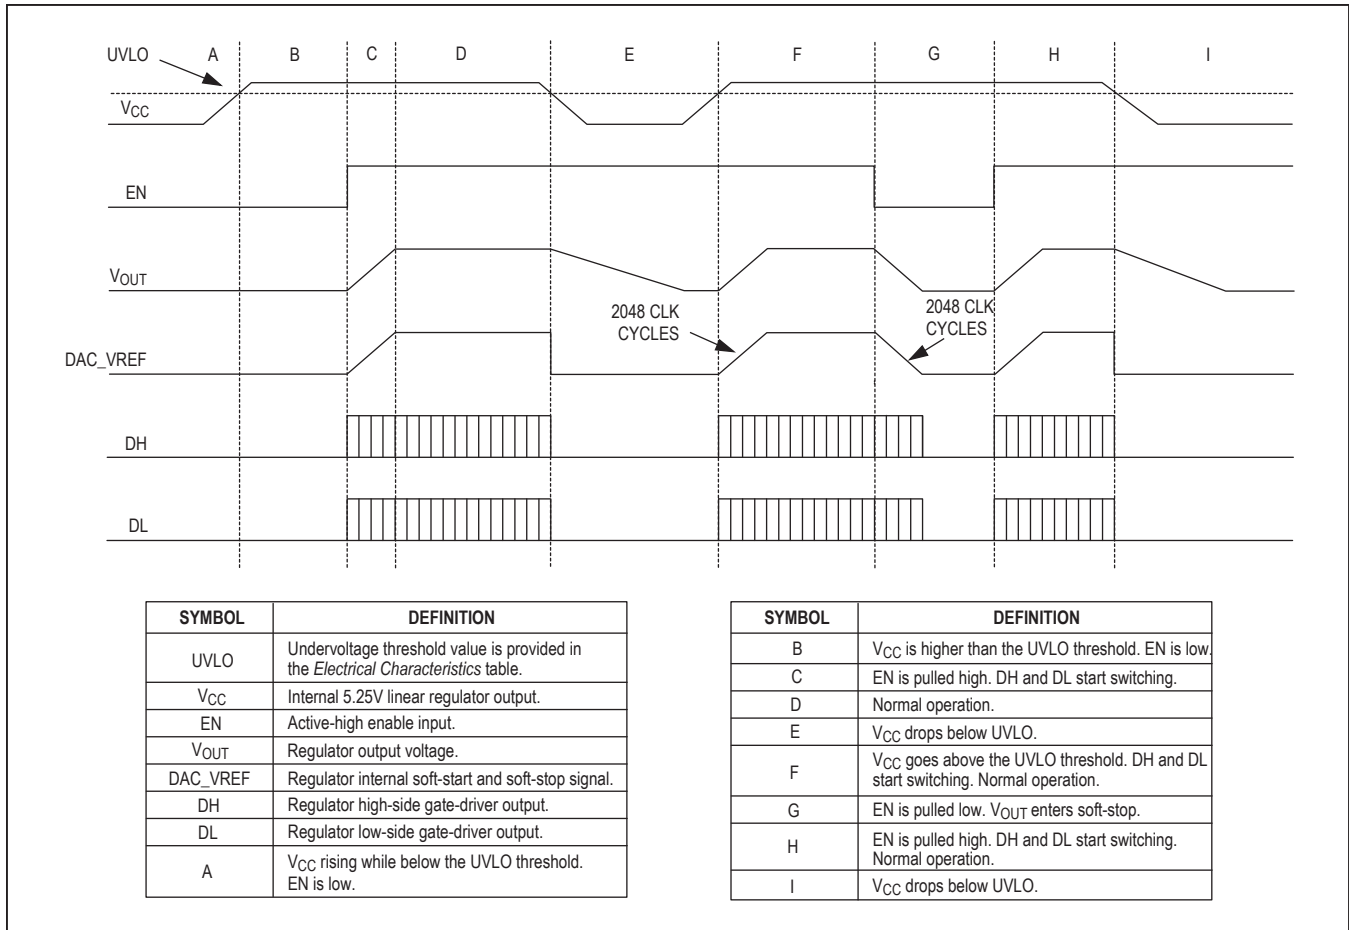 UVLO A B C D E F G H I
VCC
EN
VOUT
2048 CLK
CYCLES
2048 CLK
CYCLES
DAC_VREF
DH
DL
SYMBOL DEFINITION
UVLO Undervoltage threshold value is provided in
the Electrical Characteristics table.
VCC Internal 5.25V linear regulator output.
EN Active-high enable input.
VOUT Regulator output voltage.
DAC_VREF Regulator internal soft-start and soft-stop signal.
DH Regulator high-side gate-driver output.
DL Regulator low-side gate-driver output.
A VCC rising while below the UVLO threshold.
EN is low.
SYMBOL DEFINITION
B VCC is higher than the UVLO threshold. EN is low.
C EN is pulled high. DH and DL start switching.
D Normal operation.
E VCC drops below UVLO.
F VCC goes above the UVLO threshold. DH and DL
start switching. Normal operation.
G EN is pulled low. VOUT enters soft-stop.
H EN is pulled high. DH and DL start switching.
Normal operation.
I VCC drops below UVLO.